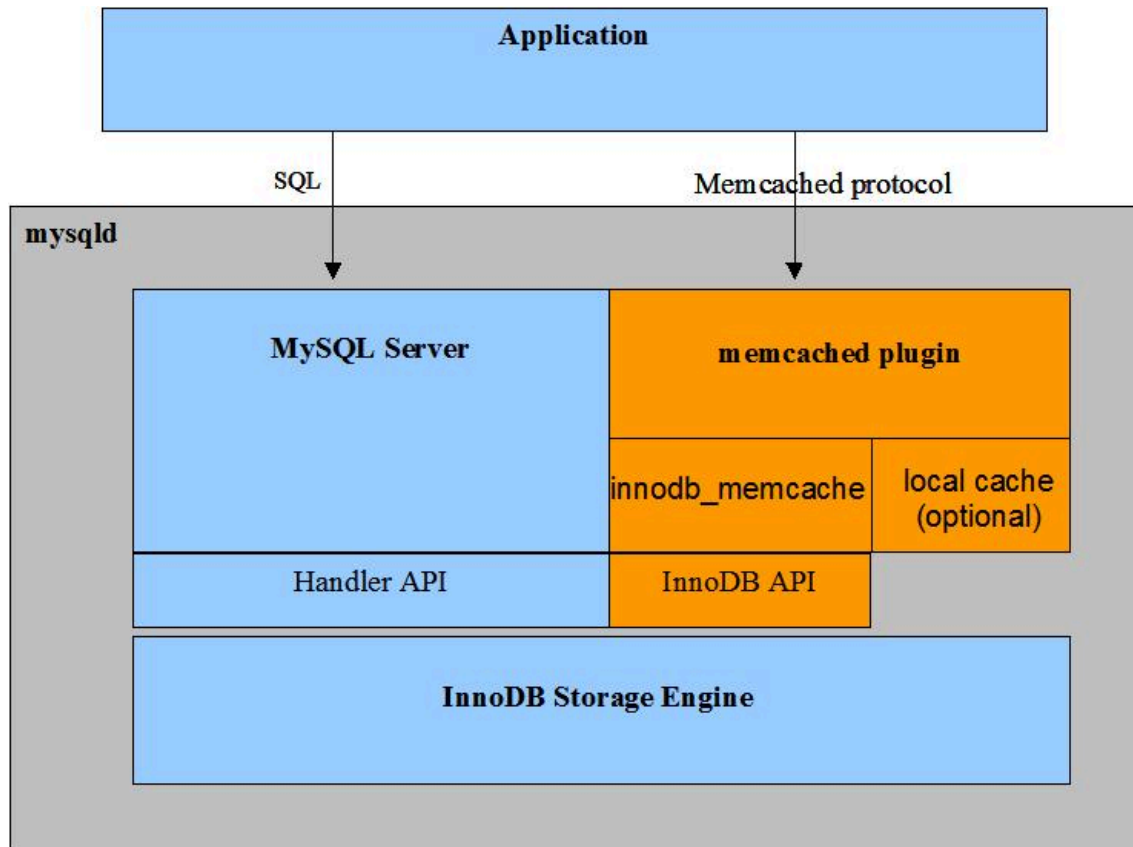 Application
SQL
Memcached protocol
mysqld
MySQL Server
memcached plugin
innodb_memcache
local cache
(optional)
Handler API
InnoDB API
InnoDB Storage Engine